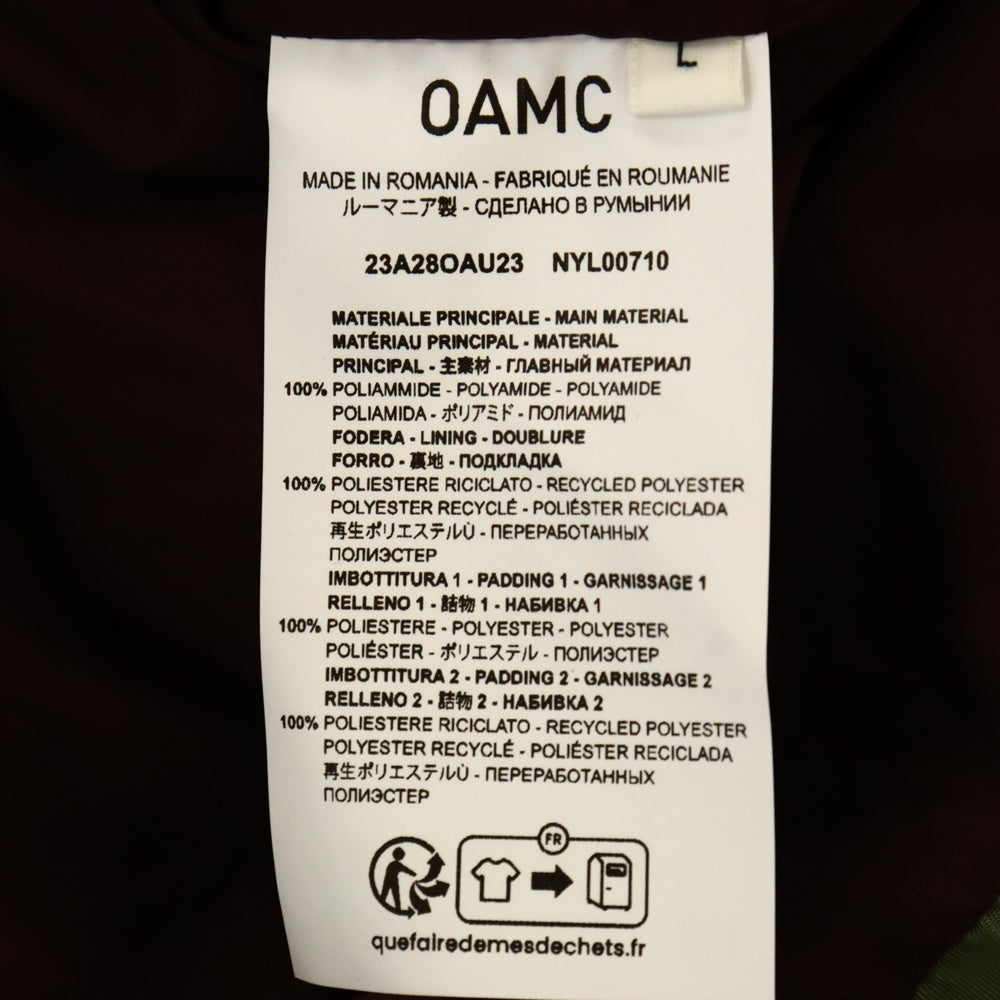 L
OAMC
MADE IN ROMANIA - FABRIQUÉ EN ROUMANIE
ルーマニア製 - СДЕЛАНО В РУМЫНИИ
23A28OAU23 NYL00710
MATERIALE PRINCIPALE - MAIN MATERIAL
MATÉRIAU PRINCIPAL - MATERIAL
PRINCIPAL - 主素材 - ГЛАВНЫЙ МАТЕРИАЛ
100% POLIAMMIDE - POLYAMIDE - POLYAMIDE
POLIAMIDA - ポリアミド - ПОЛИАМИД
FODERA - LINING - DOUBLURE
FORRO - 裏地 - ПОДКЛАДКА
100% POLIESTERE RICICLATO - RECYCLED POLYESTER
POLYESTER RECYCLÉ - POLIÉSTER RECICLADA
再生ポリエステルÙ - ПЕРЕРАБОТАННЫХ
ПОЛИЭСТЕР
IMBOTTITURA 1 - PADDING 1 - GARNISSAGE 1
RELLENO 1 - 詰物 1 - НАБИВКА 1
100% POLIESTERE - POLYESTER - POLYESTER
POLIÉSTER - ポリエステル - ПОЛИЭСТЕР
IMBOTTITURA 2 - PADDING 2 - GARNISSAGE 2
RELLENO 2 - 詰物 2 - НАБИВКА 2
100% POLIESTERE RICICLATO - RECYCLED POLYESTER
POLYESTER RECYCLÉ - POLIÉSTER RECICLADA
再生ポリエステルÙ - ПЕРЕРАБОТАННЫХ
ПОЛИЭСТЕР
FR
quefairedemesdechets.fr